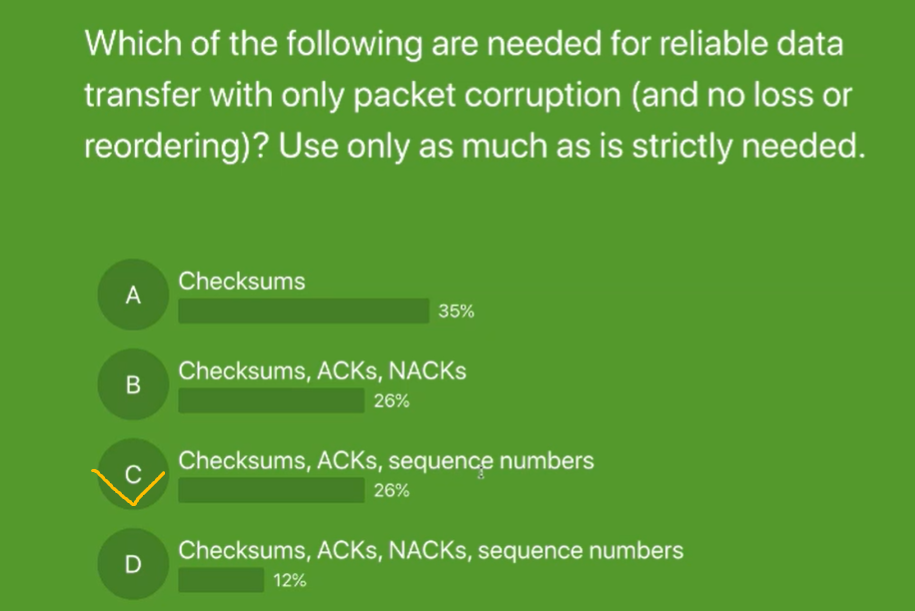 Which of the following are needed for reliable data
transfer with only packet corruption (and no loss or
reordering)? Use only as much as is strictly needed.
A
Checksums
35%
B
Checksums, ACKs, NACKs
26%
C
Checksums, ACKs, sequence numbers
26%
D
Checksums, ACKs, NACKs, sequence numbers
12%